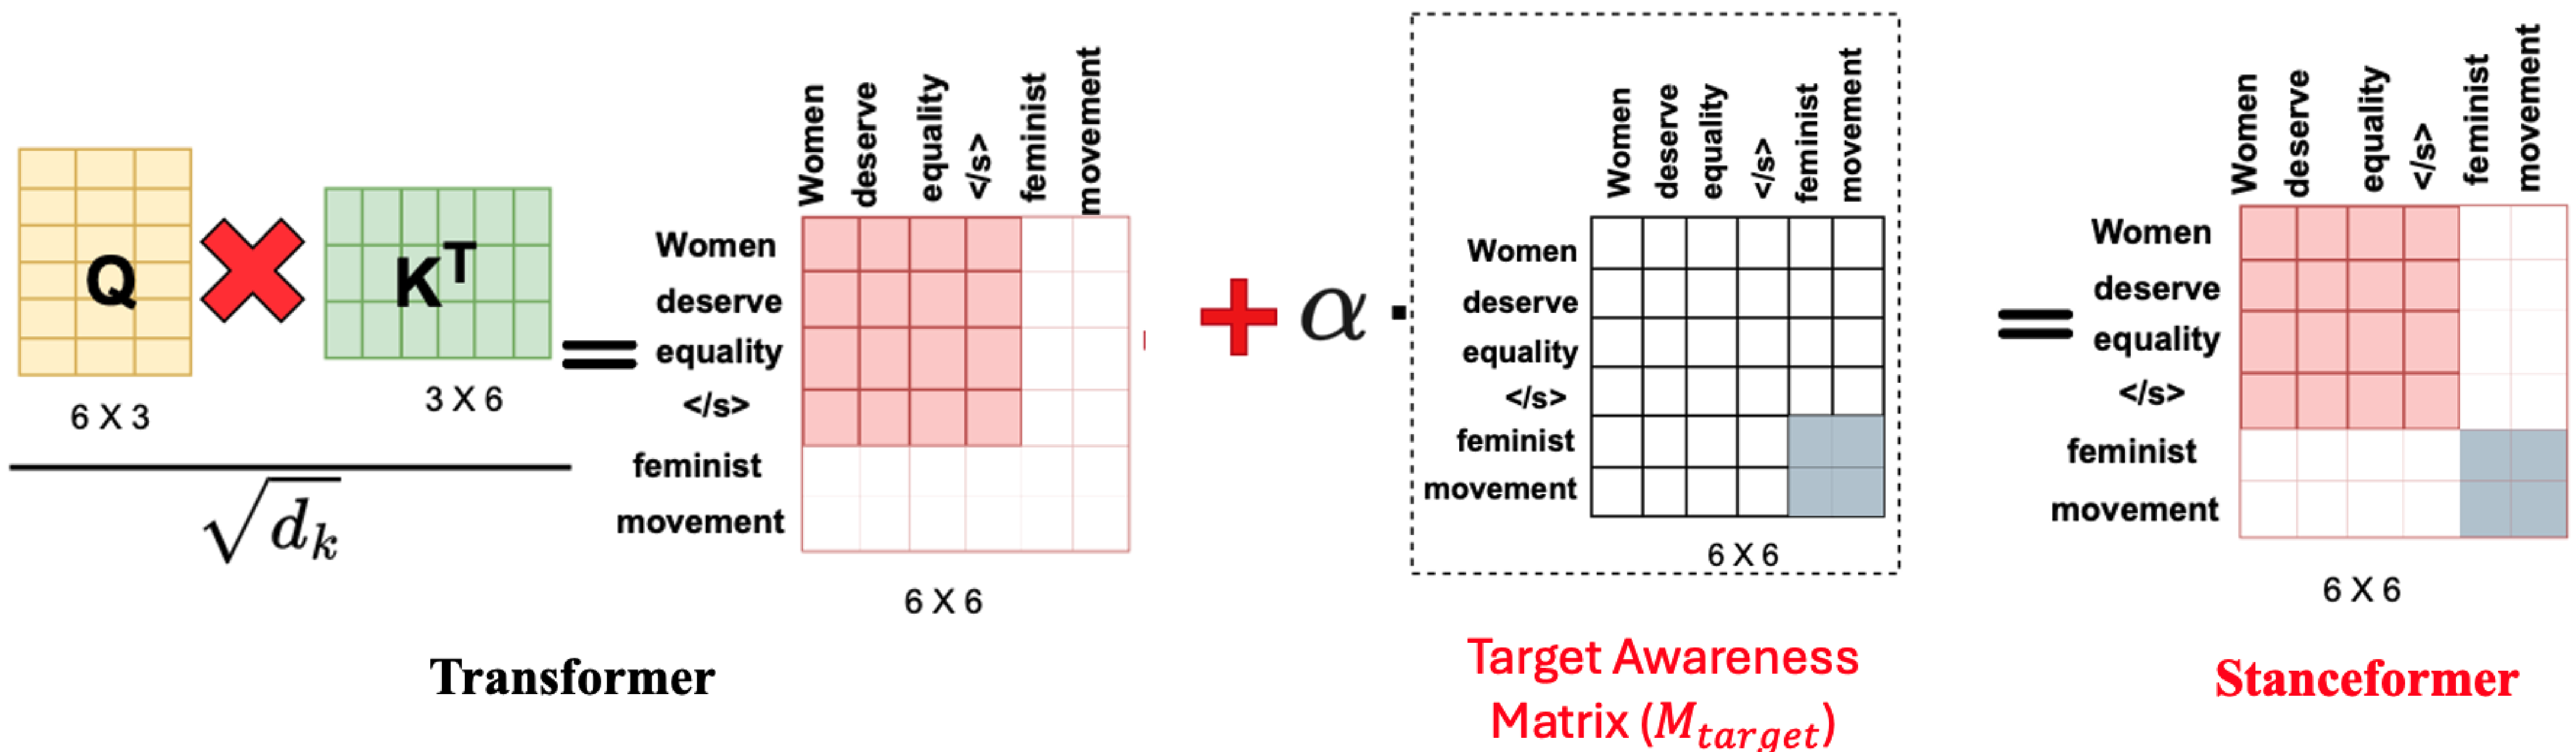 Q
K^T
6 X 3
3 X 6
√d_k
=
Women
deserve
equality
</s>
feminist
movement
Women
deserve
equality
</s>
feminist
movement
6 X 6
Transformer
+ α ·
Women
deserve
equality
</s>
feminist
movement
Women
deserve
equality
</s>
feminist
movement
6 X 6
Target Awareness
Matrix (M_target)
=
Women
deserve
equality
</s>
feminist
movement
Women
deserve
equality
</s>
feminist
movement
6 X 6
Stanceformer